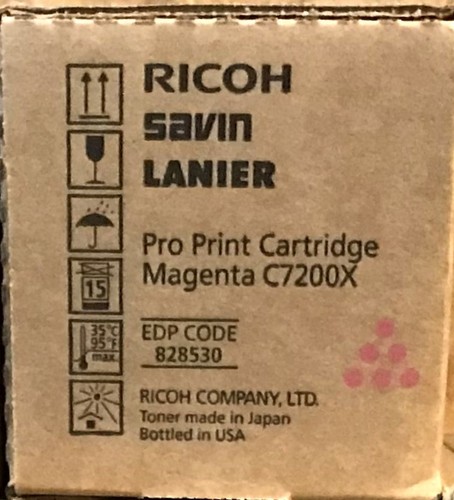 RICOH
savin
LANIER
Pro Print Cartridge
Magenta C7200X
15
35°C
95°F
max.
EDP CODE
828530
RICOH COMPANY, LTD.
Toner made in Japan
Bottled in USA